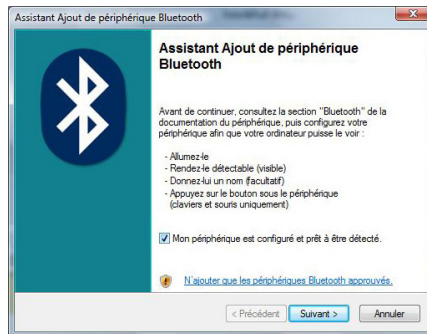 Assistant Ajout de périphérique Bluetooth
Assistant Ajout de périphérique
Bluetooth
Avant de continuer, consultez la section "Bluetooth" de la
documentation du périphérique, puis configurez votre
périphérique afin que votre ordinateur puisse le voir :
- Allumez-le
- Rendez-le détectable (visible)
- Donnez-lui un nom (facultatif)
- Appuyez sur le bouton sous le périphérique
(claviers et souris uniquement)
Mon périphérique est configuré et prêt à être détecté.
N'ajouter que les périphériques Bluetooth approuvés.
< Précédent
Suivant >
Annuler